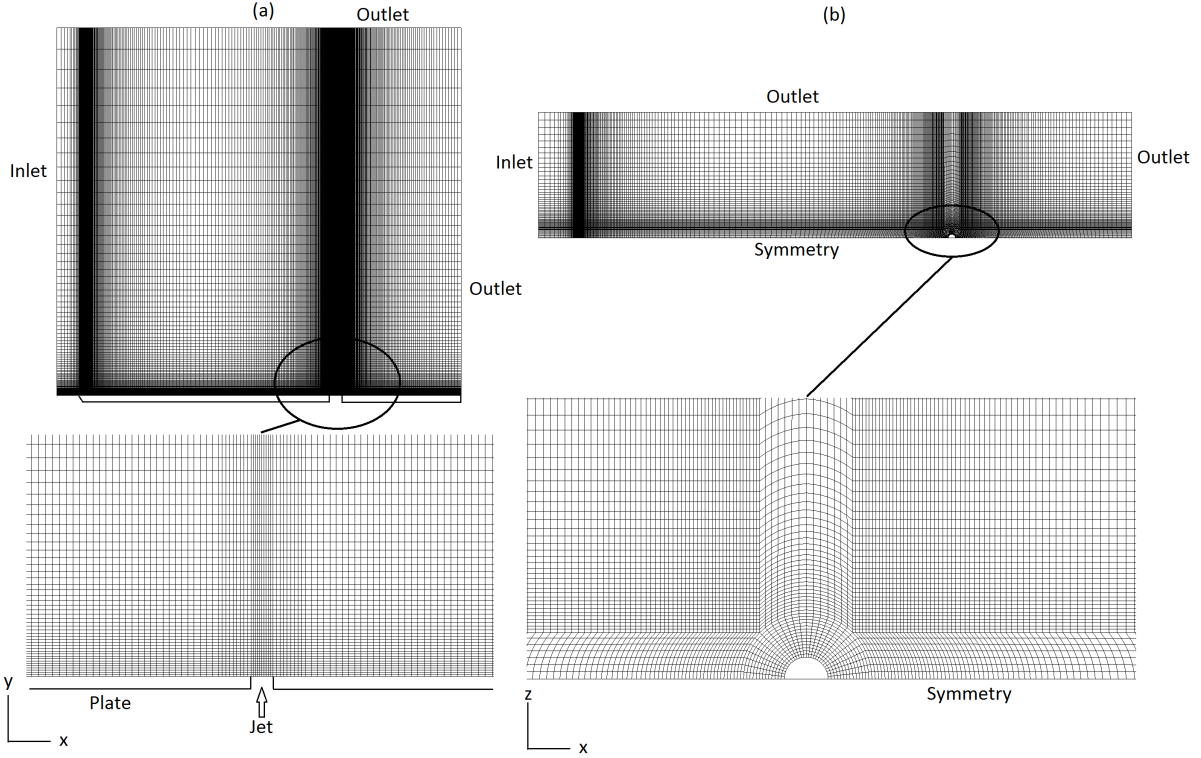 (a)
Outlet
Inlet
Outlet
y
Plate
Jet
x
(b)
Outlet
Inlet
Outlet
Symmetry
Symmetry
z
x